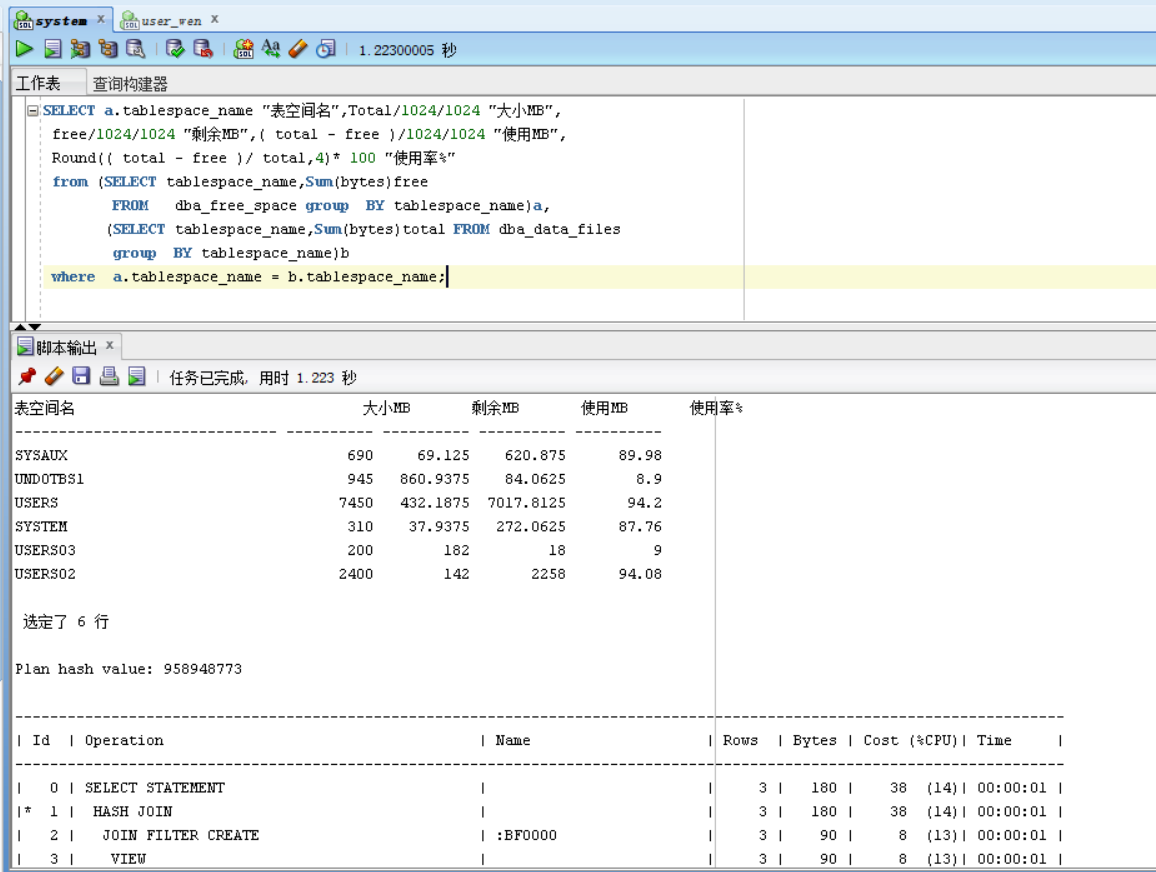 system x user_wen x
1.22300005 秒
工作表 查询构建器
SELECT a.tablespace_name "表空间名",Total/1024/1024 "大小MB",
free/1024/1024 "剩余MB",( total - free )/1024/1024 "使用MB",
Round(( total - free )/ total,4)* 100 "使用率%"
from (SELECT tablespace_name,Sum(bytes)free
FROM dba_free_space group BY tablespace_name)a,
(SELECT tablespace_name,Sum(bytes)total FROM dba_data_files
group BY tablespace_name)b
where a.tablespace_name = b.tablespace_name;
脚本输出 x
任务已完成, 用时 1.223 秒
表空间名 大小MB 剩余MB 使用MB 使用率%
------------------------------ ---------- ---------- ---------- ----------
SYSAUX 690 69.125 620.875 89.98
UNDOTBS1 945 860.9375 84.0625 8.9
USERS 7450 432.1875 7017.8125 94.2
SYSTEM 310 37.9375 272.0625 87.76
USERS03 200 182 18 9
USERS02 2400 142 2258 94.08
选定了 6 行
Plan hash value: 958948773
--------------------------------------------------------------------------------------------------------------------------
| Id | Operation | Name | Rows | Bytes | Cost (%CPU)| Time |
--------------------------------------------------------------------------------------------------------------------------
| 0 | SELECT STATEMENT | | 3 | 180 | 38 (14)| 00:00:01 |
|* 1 | HASH JOIN | | 3 | 180 | 38 (14)| 00:00:01 |
| 2 | JOIN FILTER CREATE | :BF0000 | 3 | 90 | 8 (13)| 00:00:01 |
| 3 | VIEW | | 3 | 90 | 8 (13)| 00:00:01 |